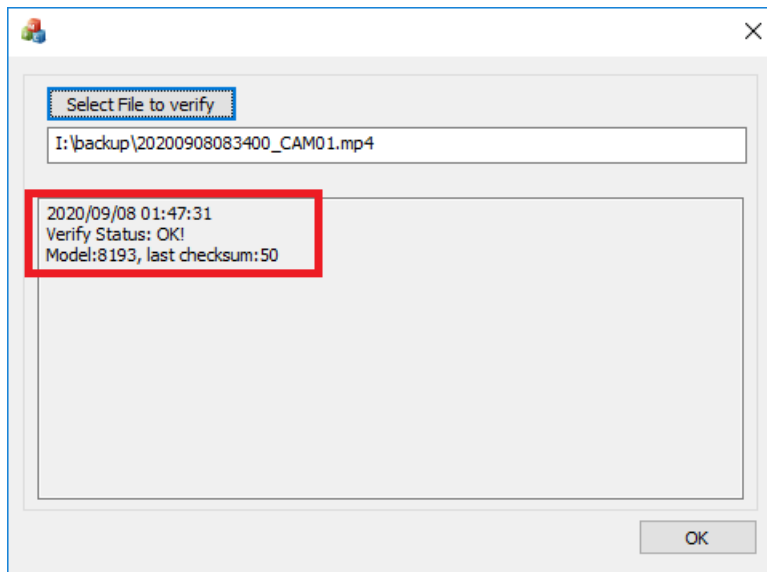 Select File to verify
I:\backup\20200908083400_CAM01.mp4
2020/09/08 01:47:31
Verify Status: OK!
Model:8193, last checksum:50
OK